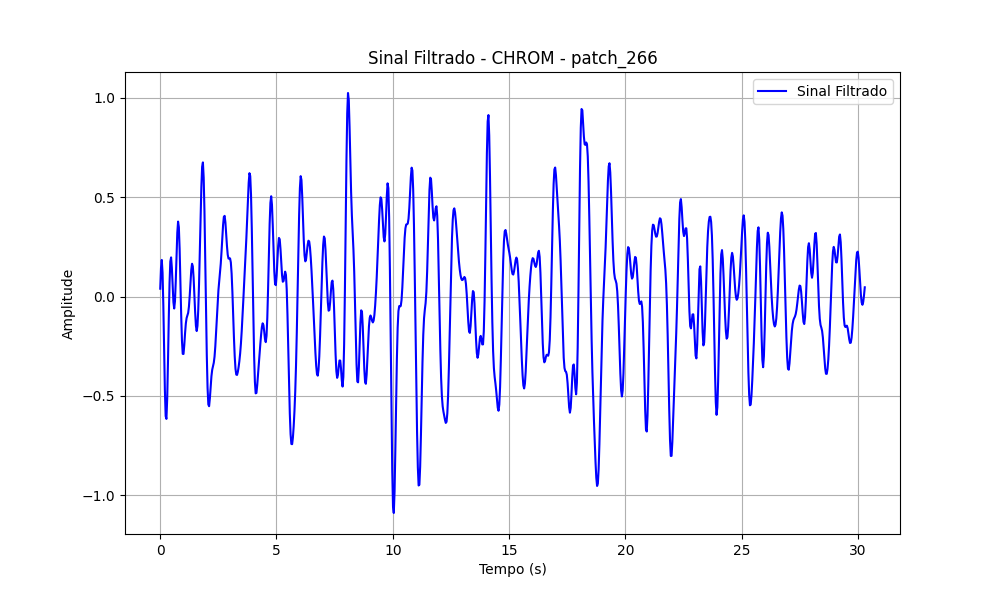 Sinal Filtrado - CHROM - patch_266
Sinal Filtrado
1.0
0.5
0.0
−0.5
−1.0
Amplitude
0 5 10 15 20 25 30
Tempo (s)